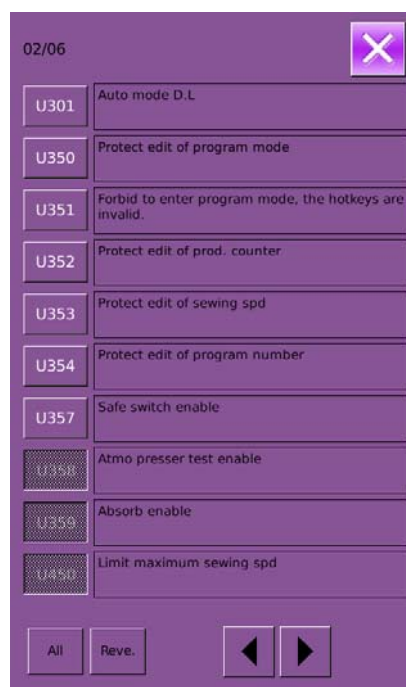 02/06
U301 Auto mode D.L
U350 Protect edit of program mode
U351 Forbid to enter program mode, the hotkeys are
invalid.
U352 Protect edit of prod. counter
U353 Protect edit of sewing spd
U354 Protect edit of program number
U357 Safe switch enable
U358 Atmo presser test enable
U359 Absorb enable
U450 Limit maximum sewing spd
All Reve.